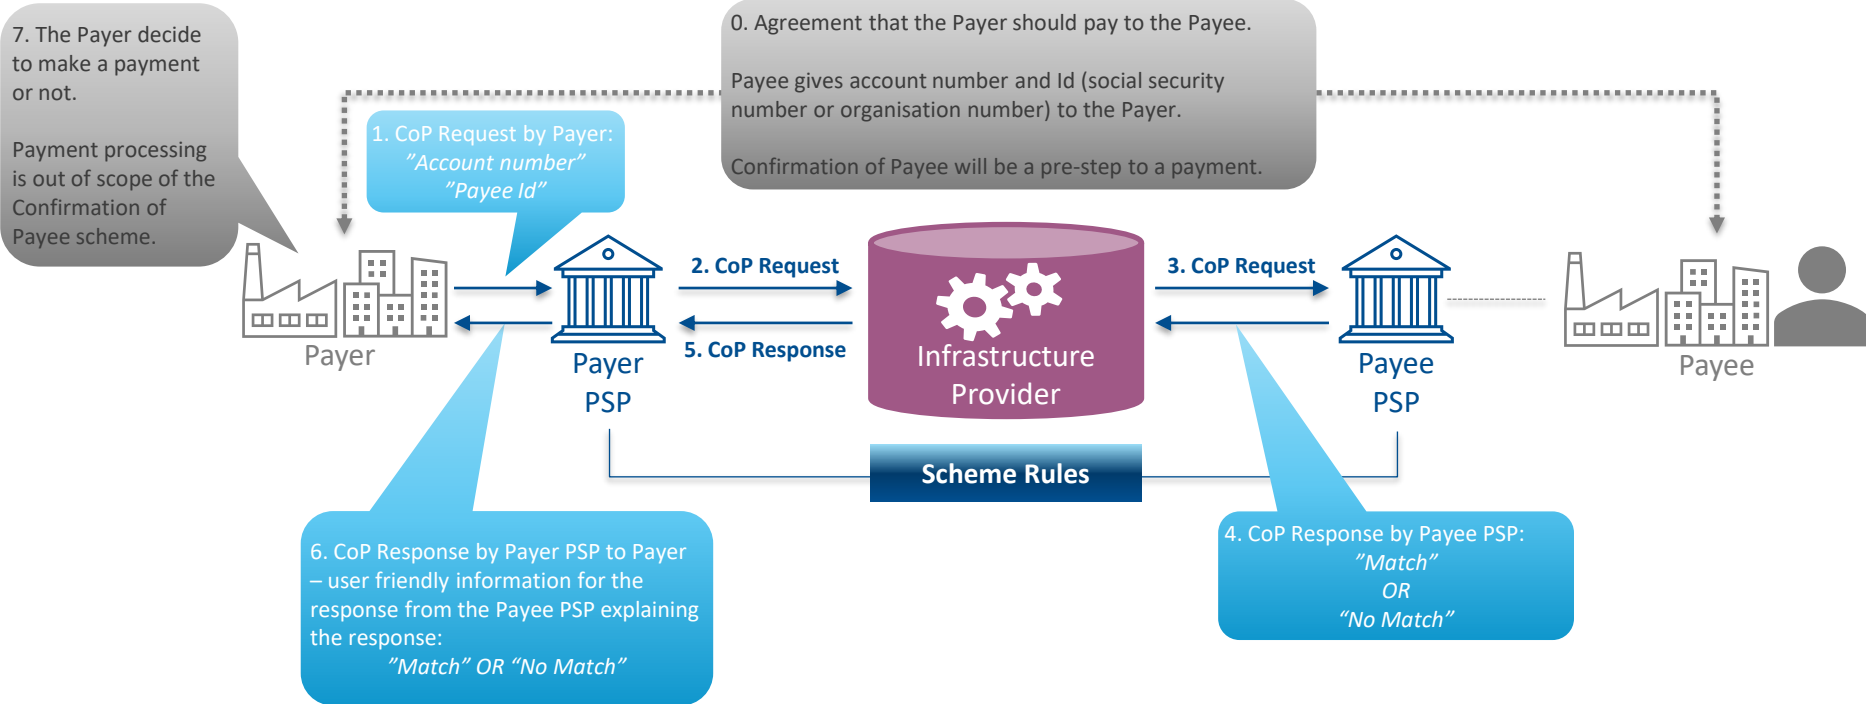 7. The Payer decide
to make a payment
or not.
Payment processing
is out of scope of the
Confirmation of
Payee scheme.
0. Agreement that the Payer should pay to the Payee.
Payee gives account number and Id (social security
number or organisation number) to the Payer.
Confirmation of Payee will be a pre-step to a payment.
1. CoP Request by Payer:
”Account number”
”Payee Id”
2. CoP Request
3. CoP Request
5. CoP Response
Payer
Payer
PSP
Infrastructure
Provider
Payee
PSP
Payee
Scheme Rules
6. CoP Response by Payer PSP to Payer
– user friendly information for the
response from the Payee PSP explaining
the response:
”Match” OR “No Match”
4. CoP Response by Payee PSP:
”Match”
OR
“No Match”